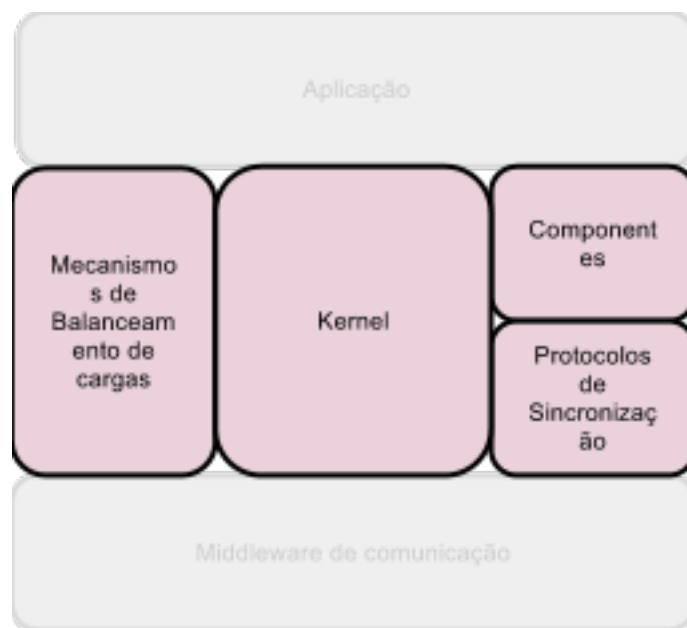 Aplicação
Mecanismo
s de
Balanceam
ento de
cargas
Kernel
Component
es
Protocolos
de
Sincronizaç
ão
Middleware de comunicação